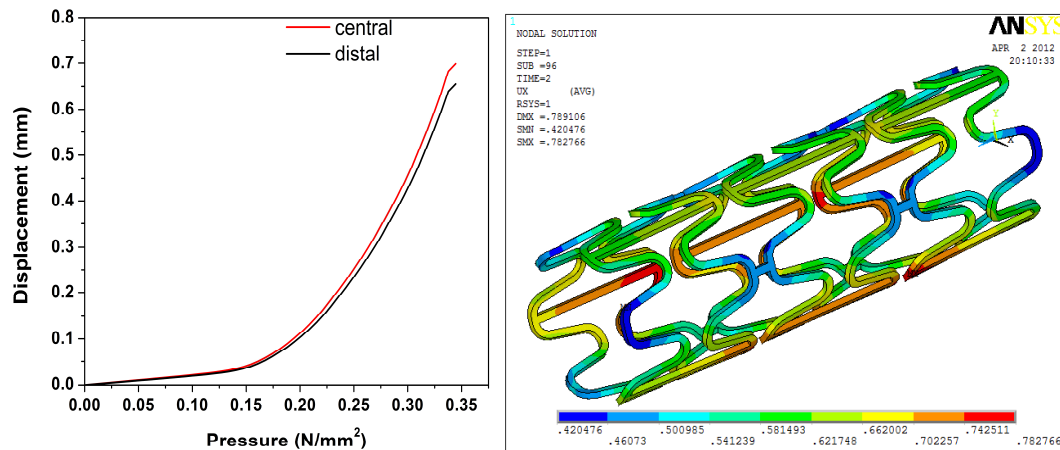 0.8
0.7
0.6
0.5
0.4
0.3
0.2
0.1
0.0
Displacement (mm)
central
distal
0.00 0.05 0.10 0.15 0.20 0.25 0.30 0.35
Pressure (N/mm²)
1
NODAL SOLUTION
STEP=1
SUB =96
TIME=2
UX (AVG)
RSYS=1
DMX =.789106
SMN =.420476
SMX =.782766
ANSYS
APR 2 2012
20:10:33
Y
X
.420476 .500985 .581493 .662002 .742511
.46073 .541239 .621748 .702257 .782766